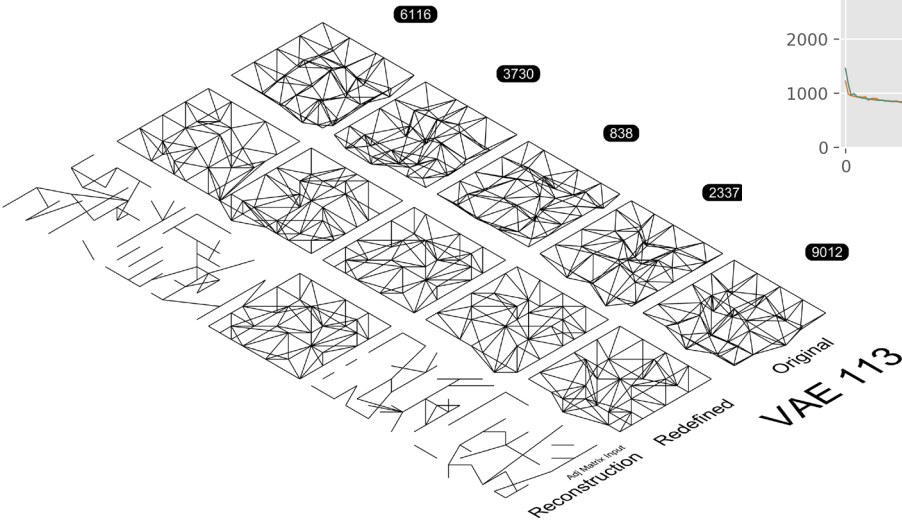 6116
3730
838
2337
9012
2000
1000
0
0
Original
VAE 113
Redefined
Adj Matrix Input
Reconstruction